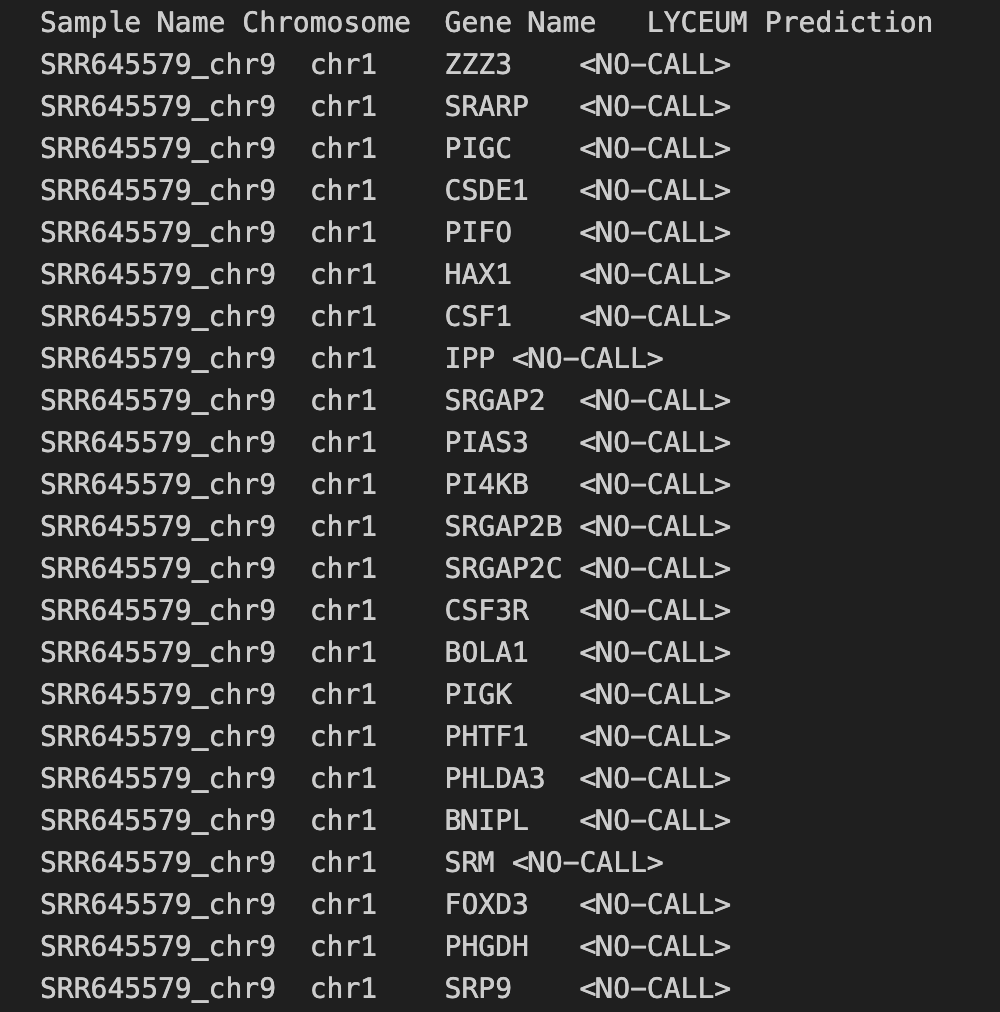 Sample Name Chromosome Gene Name LYCEUM Prediction
SRR645579_chr9 chr1 ZZZ3 <NO-CALL>
SRR645579_chr9 chr1 SRARP <NO-CALL>
SRR645579_chr9 chr1 PIGC <NO-CALL>
SRR645579_chr9 chr1 CSDE1 <NO-CALL>
SRR645579_chr9 chr1 PIFO <NO-CALL>
SRR645579_chr9 chr1 HAX1 <NO-CALL>
SRR645579_chr9 chr1 CSF1 <NO-CALL>
SRR645579_chr9 chr1 IPP <NO-CALL>
SRR645579_chr9 chr1 SRGAP2 <NO-CALL>
SRR645579_chr9 chr1 PIAS3 <NO-CALL>
SRR645579_chr9 chr1 PI4KB <NO-CALL>
SRR645579_chr9 chr1 SRGAP2B <NO-CALL>
SRR645579_chr9 chr1 SRGAP2C <NO-CALL>
SRR645579_chr9 chr1 CSF3R <NO-CALL>
SRR645579_chr9 chr1 BOLA1 <NO-CALL>
SRR645579_chr9 chr1 PIGK <NO-CALL>
SRR645579_chr9 chr1 PHTF1 <NO-CALL>
SRR645579_chr9 chr1 PHLDA3 <NO-CALL>
SRR645579_chr9 chr1 BNIPL <NO-CALL>
SRR645579_chr9 chr1 SRM <NO-CALL>
SRR645579_chr9 chr1 FOXD3 <NO-CALL>
SRR645579_chr9 chr1 PHGDH <NO-CALL>
SRR645579_chr9 chr1 SRP9 <NO-CALL>